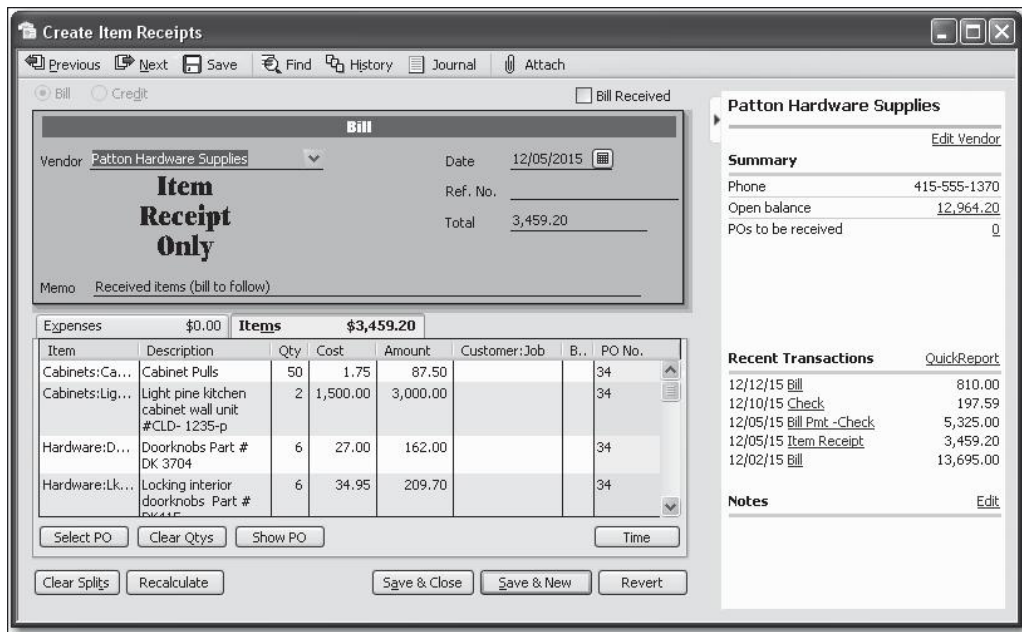 Create Item Receipts
Previous Next Save Find History Journal Attach
Bill Credit Bill Received
Bill
Vendor Patton Hardware Supplies Date 12/05/2015
Item Receipt Only
Ref. No.
Total 3,459.20
Memo Received items (bill to follow)
Expenses $0.00 Items $3,459.20
Item Description Qty Cost Amount Customer:Job B.. PO No.
Cabinets:Ca... Cabinet Pulls 50 1.75 87.50 34
Cabinets:Lig... Light pine kitchen 2 1,500.00 3,000.00 34
cabinet wall unit
#CLD- 1235-p
Hardware:D... Doorknobs Part # 6 27.00 162.00 34
DK 3704
Hardware:Lk... Locking interior 6 34.95 209.70 34
doorknobs Part #
Select PO Clear Qtys Show PO Time
Clear Splits Recalculate Save & Close Save & New Revert
Patton Hardware Supplies
Edit Vendor
Summary
Phone 415-555-1370
Open balance 12,964.20
POs to be received 0
Recent Transactions QuickReport
12/12/15 Bill 810.00
12/10/15 Check 197.59
12/05/15 Bill Pmt -Check 5,325.00
12/05/15 Item Receipt 3,459.20
12/02/15 Bill 13,695.00
Notes Edit